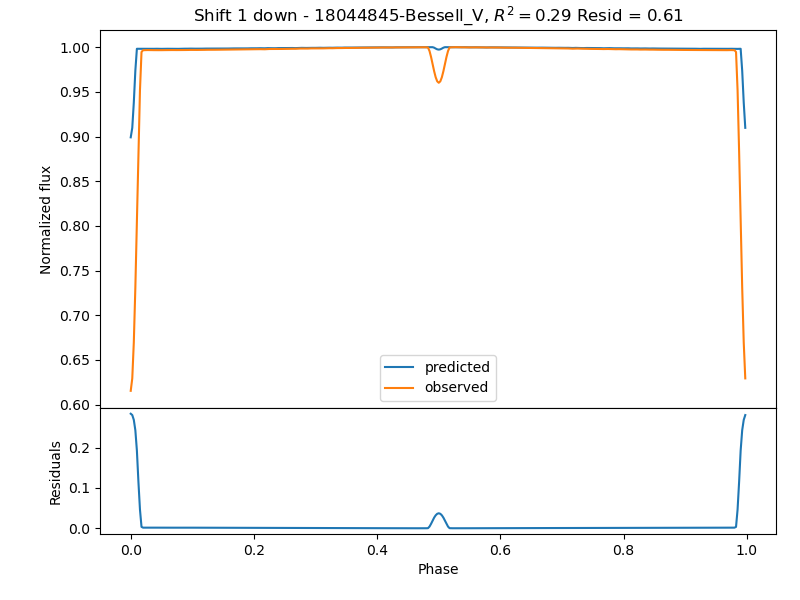 Shift 1 down - 18044845-Bessell_V, R² = 0.29 Resid = 0.61
1.00
0.95
0.90
0.85
0.80
0.75
0.70
0.65
0.60
Normalized flux
predicted
observed
0.2
0.1
0.0
Residuals
0.0 0.2 0.4 0.6 0.8 1.0
Phase